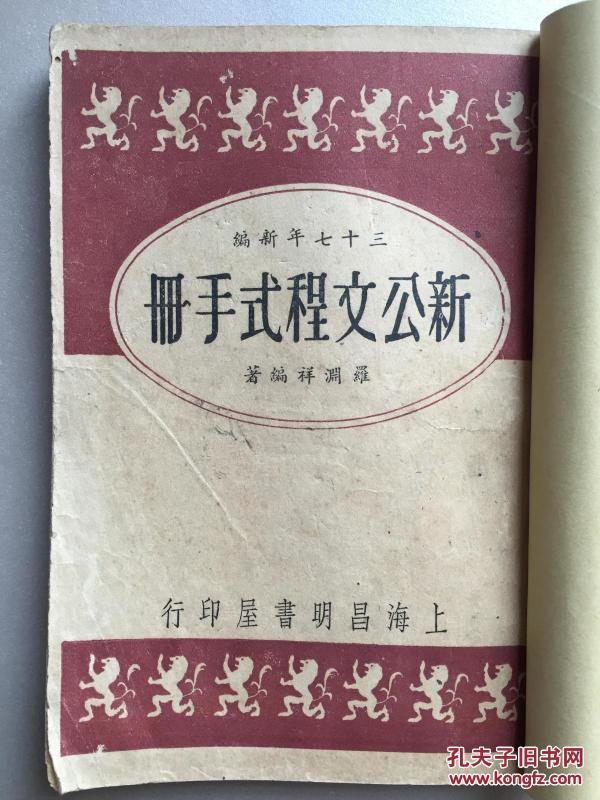 三十七年新編
新公文程式手冊
羅淵祥編著
上海昌明書屋印行
孔夫子旧书网
www.kongfz.com